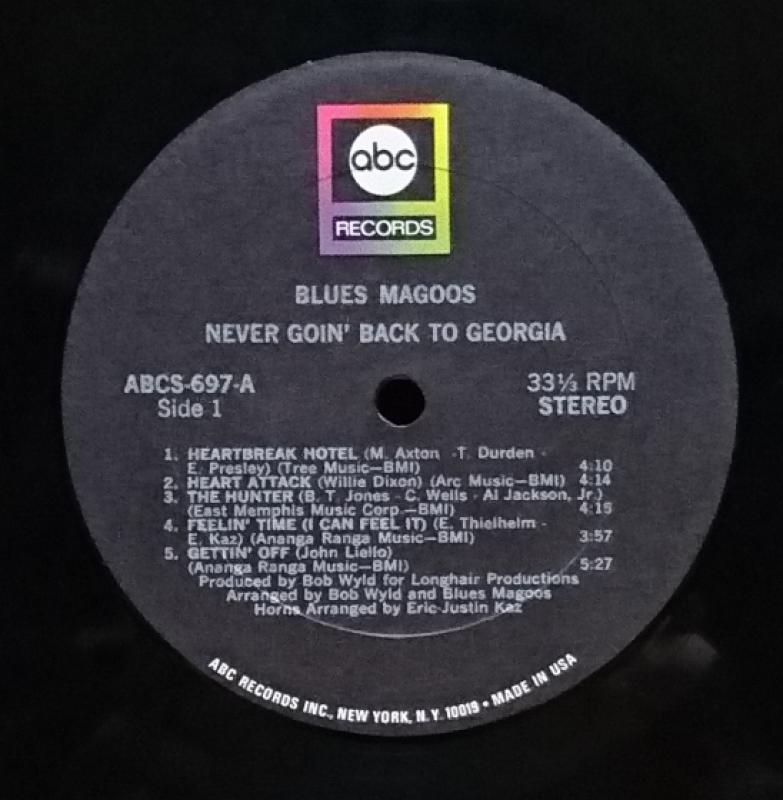 abc
RECORDS
BLUES MAGOOS
NEVER GOIN' BACK TO GEORGIA
ABCS-697-A
Side 1
33⅓ RPM
STEREO
1. HEARTBREAK HOTEL (M. Axton - T. Durden -
E. Presley) (Tree Music—BMI) 4:10
2. HEART ATTACK (Willie Dixon) (Arc Music—BMI) 4:14
3. THE HUNTER (B. T. Jones - C. Wells - Al Jackson, Jr.)
(East Memphis Music Corp.—BMI) 4:15
4. FEELIN' TIME (I CAN FEEL IT) (E. Thielhelm -
E. Kaz) (Ananga Ranga Music—BMI) 3:57
5. GETTIN' OFF (John Liello)
(Ananga Ranga Music—BMI) 5:27
Produced by Bob Wyld for Longhair Productions
Arranged by Bob Wyld and Blues Magoos
Horns Arranged by Eric Justin Kaz
ABC RECORDS INC., NEW YORK, N.Y. 10019 • MADE IN USA